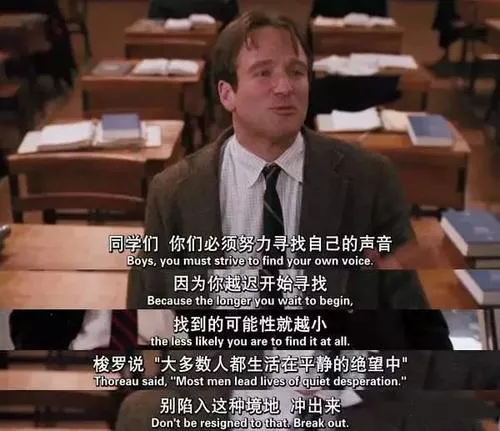 同学们 你们必须努力寻找自己的声音
Boys, you must strive to find your own voice.
因为你越迟开始寻找
Because the longer you wait to begin,
找到的可能性就越小
the less likely you are to find it at all.
梭罗说 "大多数人都生活在平静的绝望中"
Thoreau said, "Most men lead lives of quiet desperation."
别陷入这种境地 冲出来
Don't be resigned to that. Break out.